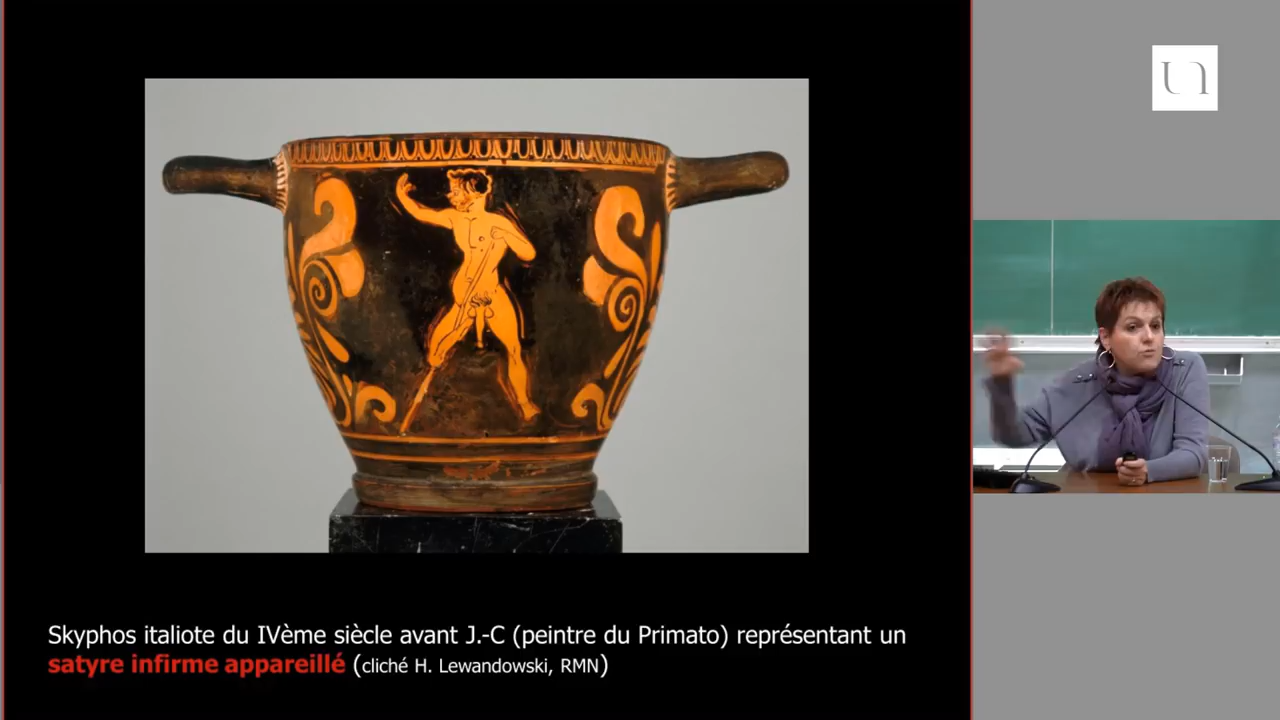 Skyphos italiote du IVème siècle avant J.-C (peintre du Primato) représentant un
satyre infirme appareillé (cliché H. Lewandowski, RMN)